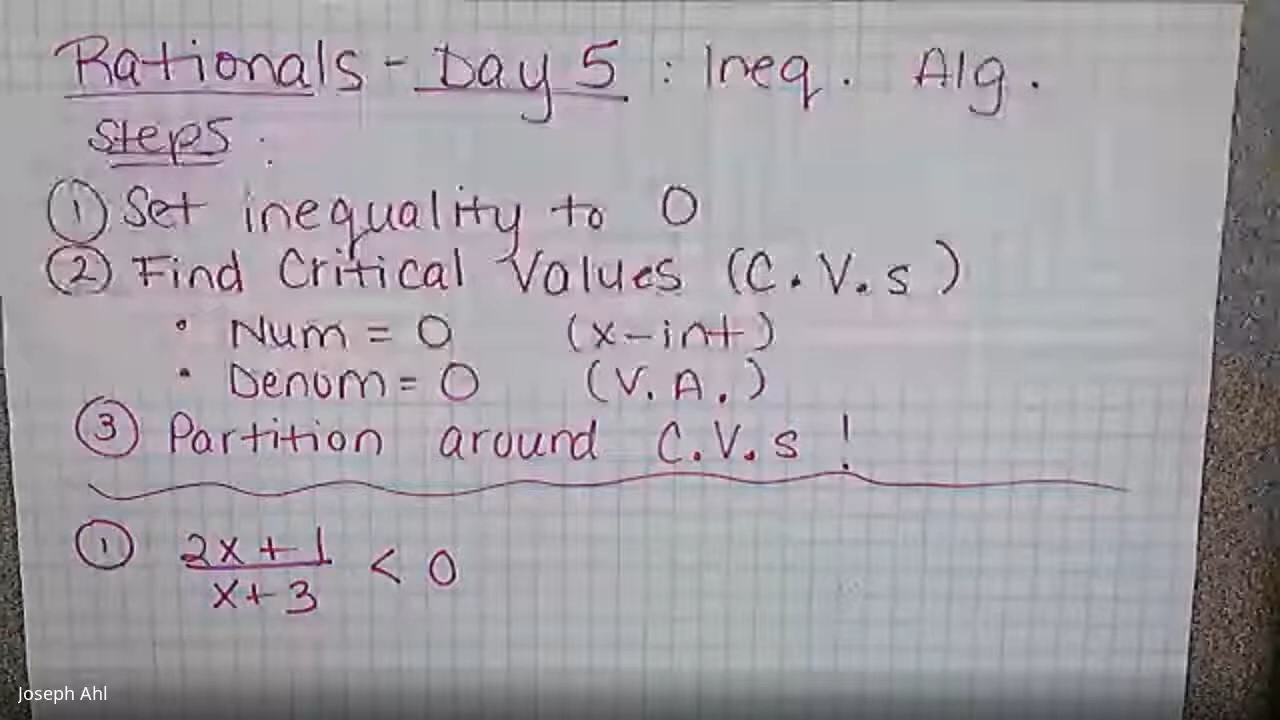 Rationals - Day 5 : Ineq. Alg.
Steps :
① Set inequality to 0
② Find Critical Values (C.V.s)
• Num = 0 (x-int)
• Denom = 0 (V.A.)
③ Partition around C.V.s!
① 2x+1
x+3 < 0
Joseph Ahl